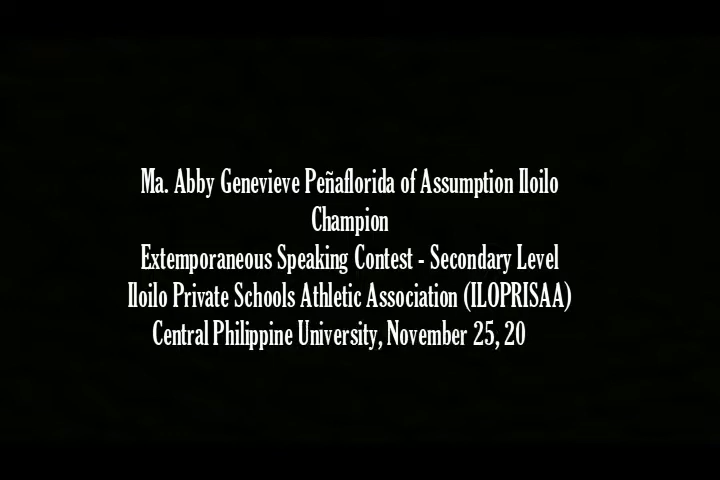 Ma. Abby Genevieve Peñaflorida of Assumption Iloilo
Champion
Extemporaneous Speaking Contest - Secondary Level
Iloilo Private Schools Athletic Association (ILOPRISAA)
Central Philippine University, November 25, 20